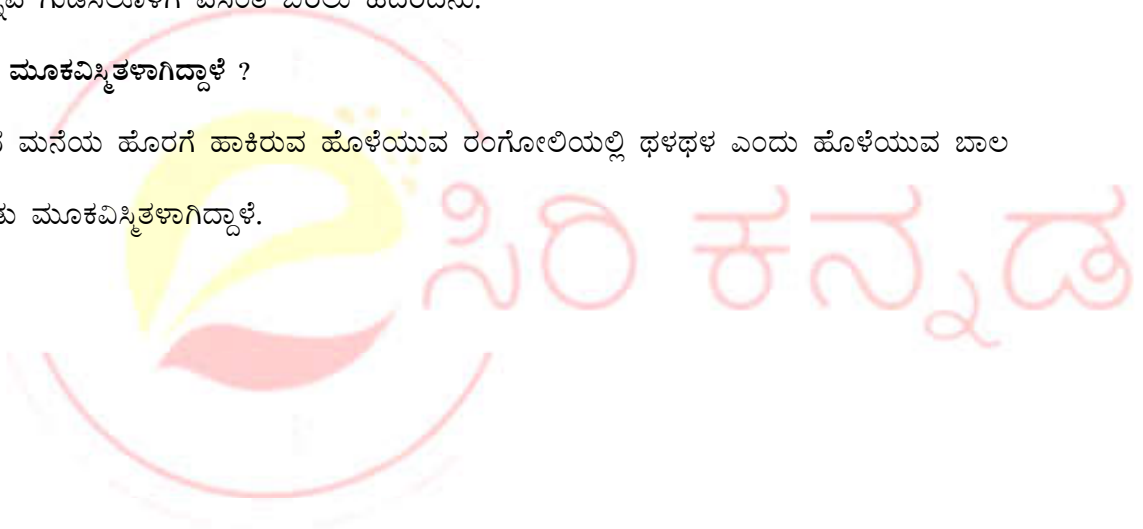 ಮೂಕವಿಸ್ಮಿತಳಾಗಿದ್ದಾಳೆ ?
ಮನೆಯ ಹೊರಗೆ ಹಾಕಿರುವ ಹೊಳೆಯುವ ರಂಗೋಲಿಯಲ್ಲಿ ಥಳಥಳ ಎಂದು ಹೊಳೆಯುವ ಬಾಲ
ಮೂಕವಿಸ್ಮಿತಳಾಗಿದ್ದಾಳೆ.
ಸಿರಿ ಕನ್ನಡ